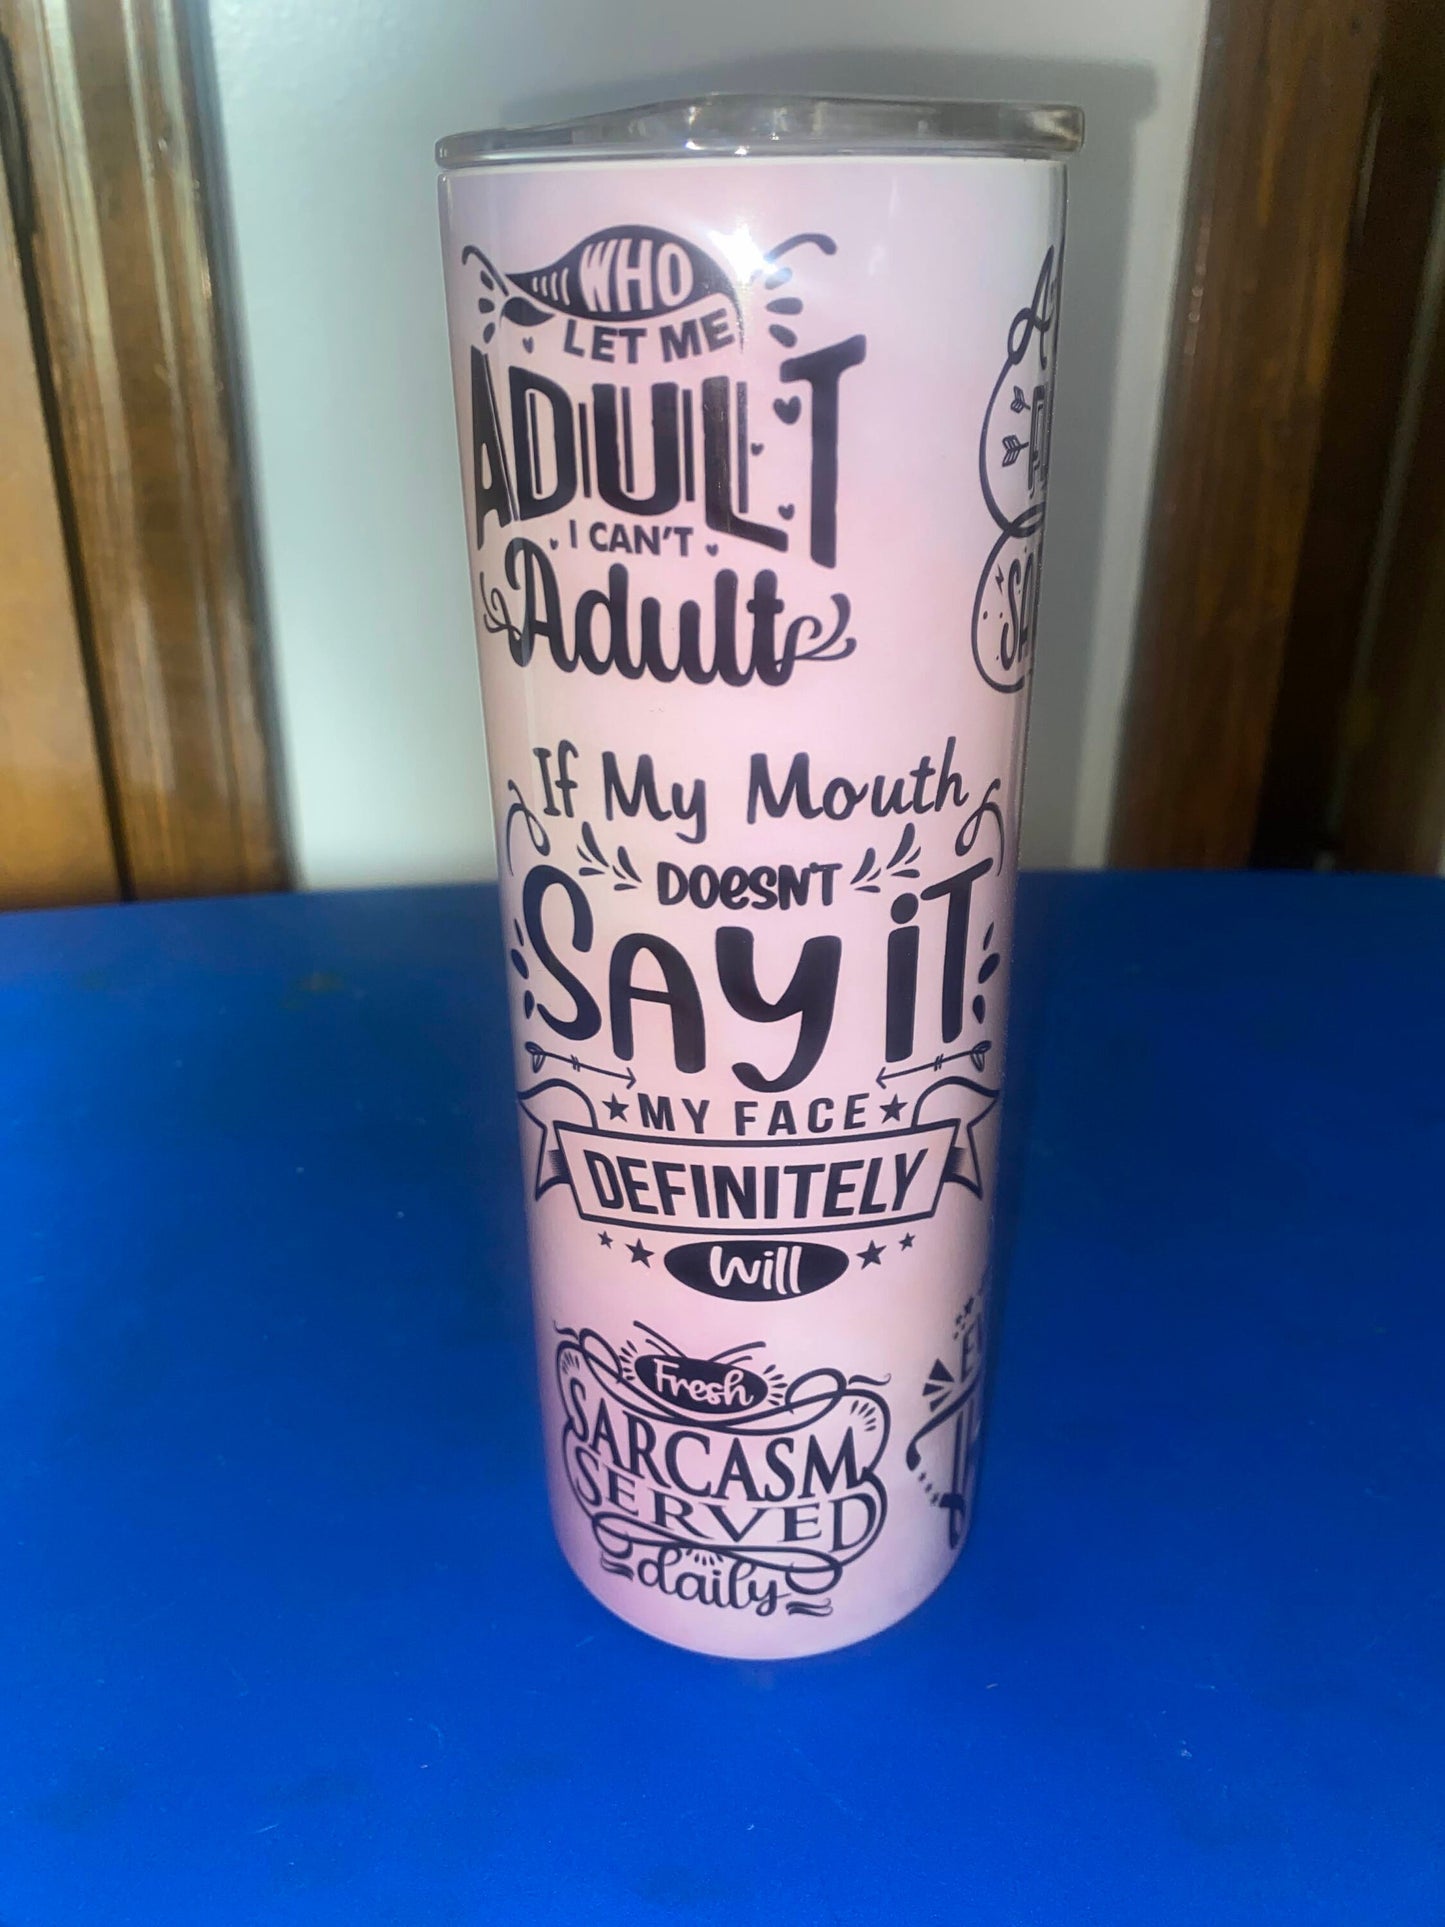 WHO
LET ME
ADULT
I CAN'T
Adult
If My Mouth
DOESNT
SAY iT
MY FACE
DEFINITELY
Will
Fresh
SARCASM
SERVED
daily